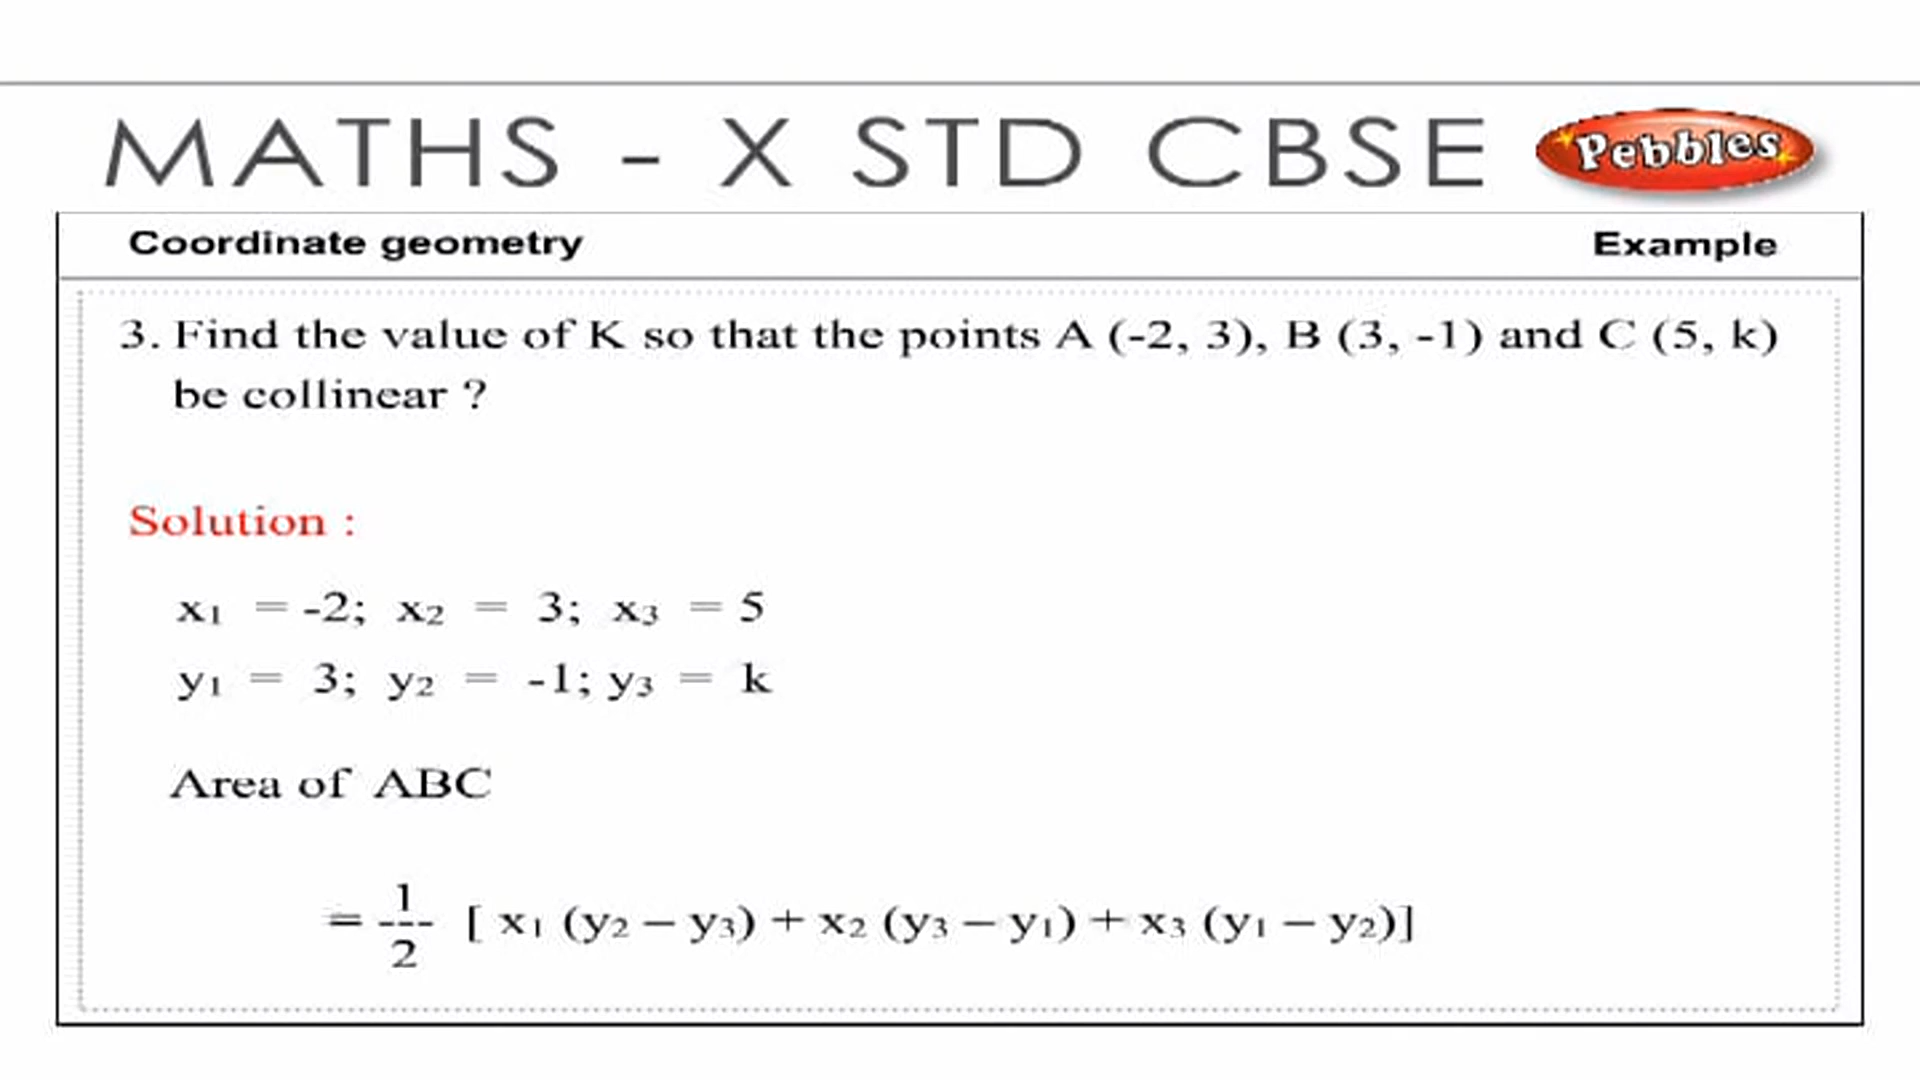 MATHS - X STD CBSE Pebbles
Coordinate geometry Example
3. Find the value of K so that the points A (-2, 3), B (3, -1) and C (5, k)
be collinear ?
Solution :
x1 = -2; x2 = 3; x3 = 5
y1 = 3; y2 = -1; y3 = k
Area of ABC
= 1/2 [ x1 (y2 – y3) + x2 (y3 – y1) + x3 (y1 – y2)]